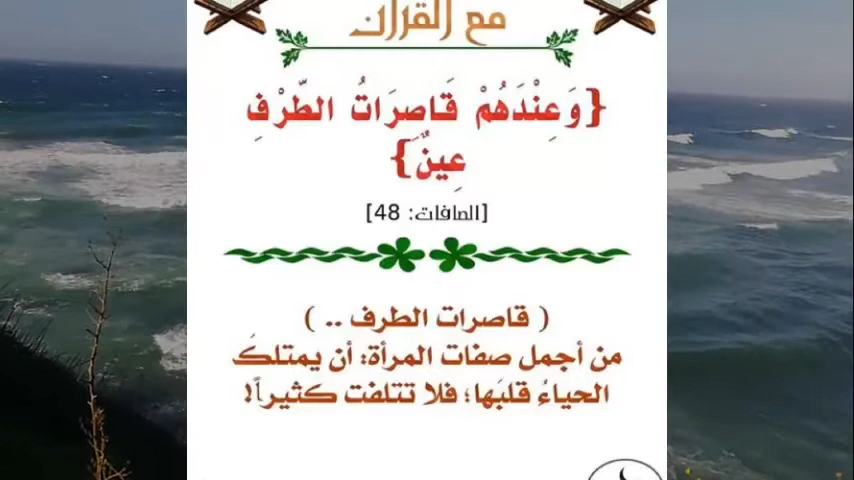 مع القرآن
{وَعِنْدَهُمْ قَاصِرَاتُ الطَّرْفِ
عِينٌ}
[الصافات: 48]
( قاصرات الطرف .. )
من أجمل صفات المرأة؛ أن يمتلكَ
الحياءُ قلبَها؛ فلا تتلفت كثيراً!